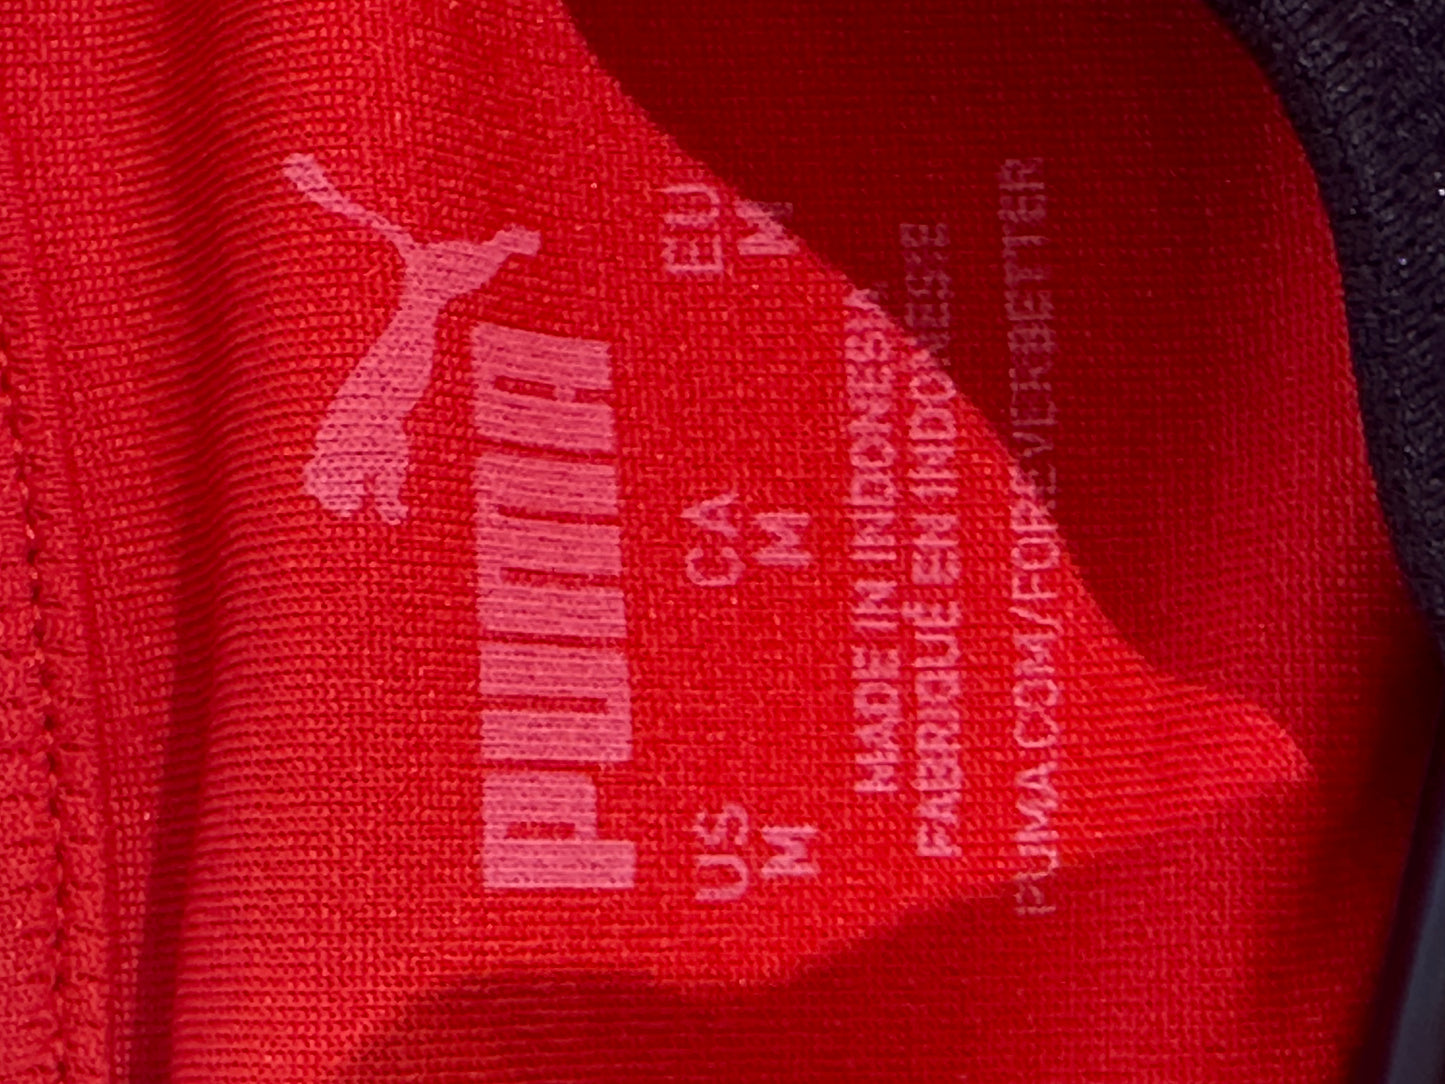 PUMA
US CA EU
M M M
MADE IN INDONESIA
FABRIQUÉ EN INDONÉSIE
PUMA.COM/FOREVERBETTER